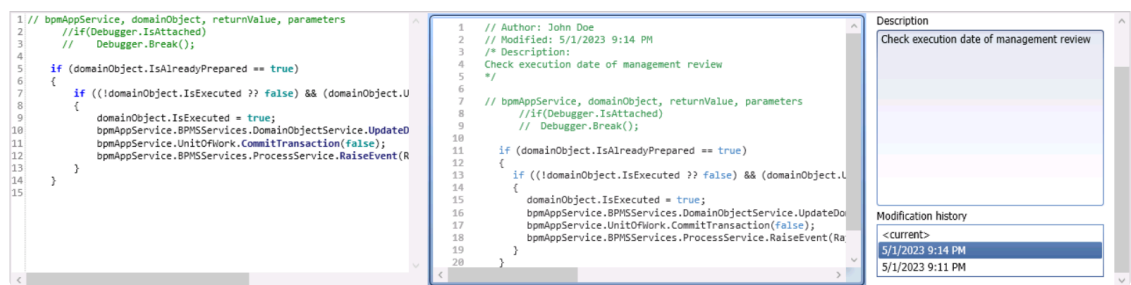 1 // bpmAppService, domainObject, returnValue, parameters
2 //if(Debugger.IsAttached)
3 // Debugger.Break();
4
5 if (domainObject.IsAlreadyPrepared == true)
6 {
7 if ((!domainObject.IsExecuted ?? false) && (domainObject.U
8 {
9 domainObject.IsExecuted = true;
10 bpmAppService.BPMSServices.DomainObjectService.UpdateD
11 bpmAppService.UnitOfWork.CommitTransaction(false);
12 bpmAppService.BPMSServices.ProcessService.RaiseEvent(R
13 }
14 }
15
1 // Author: John Doe
2 // Modified: 5/1/2023 9:14 PM
3 /* Description:
4 Check execution date of management review
5 */
6
7 // bpmAppService, domainObject, returnValue, parameters
8 //if(Debugger.IsAttached)
9 // Debugger.Break();
10
11 if (domainObject.IsAlreadyPrepared == true)
12 {
13 if ((!domainObject.IsExecuted ?? false) && (domainObject.U
14 {
15 domainObject.IsExecuted = true;
16 bpmAppService.BPMSServices.DomainObjectService.UpdateDo
17 bpmAppService.UnitOfWork.CommitTransaction(false);
18 bpmAppService.BPMSServices.ProcessService.RaiseEvent(Ra
19 }
20 }
Description
Check execution date of management review
Modification history
<current>
5/1/2023 9:14 PM
5/1/2023 9:11 PM